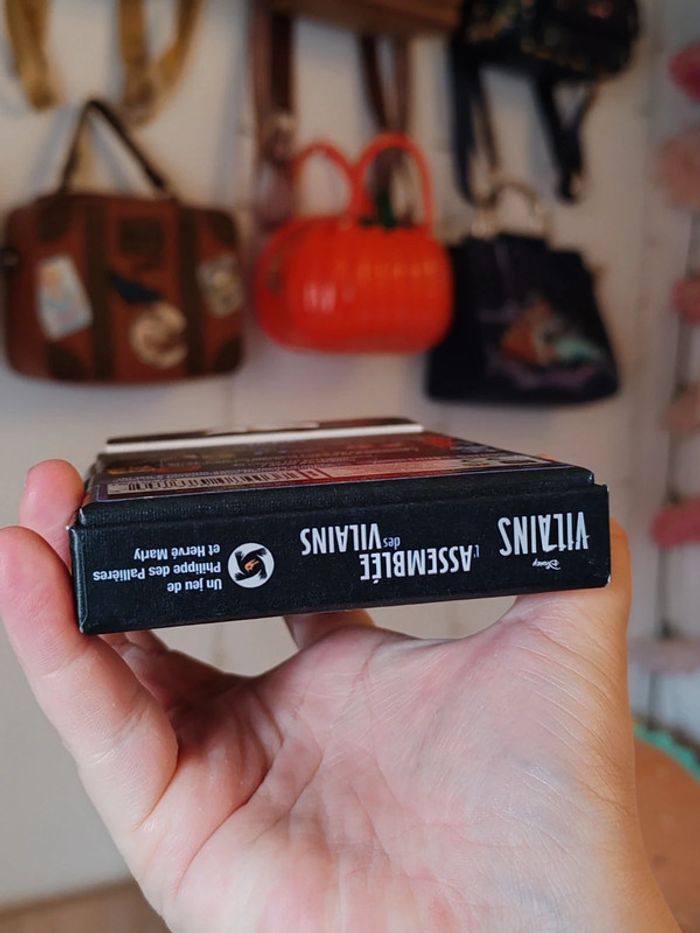 Disney
VILAINS
L'ASSEMBLÉE
des VILAINS
Un jeu de
Philippe des Pallières
et Hervé Marly